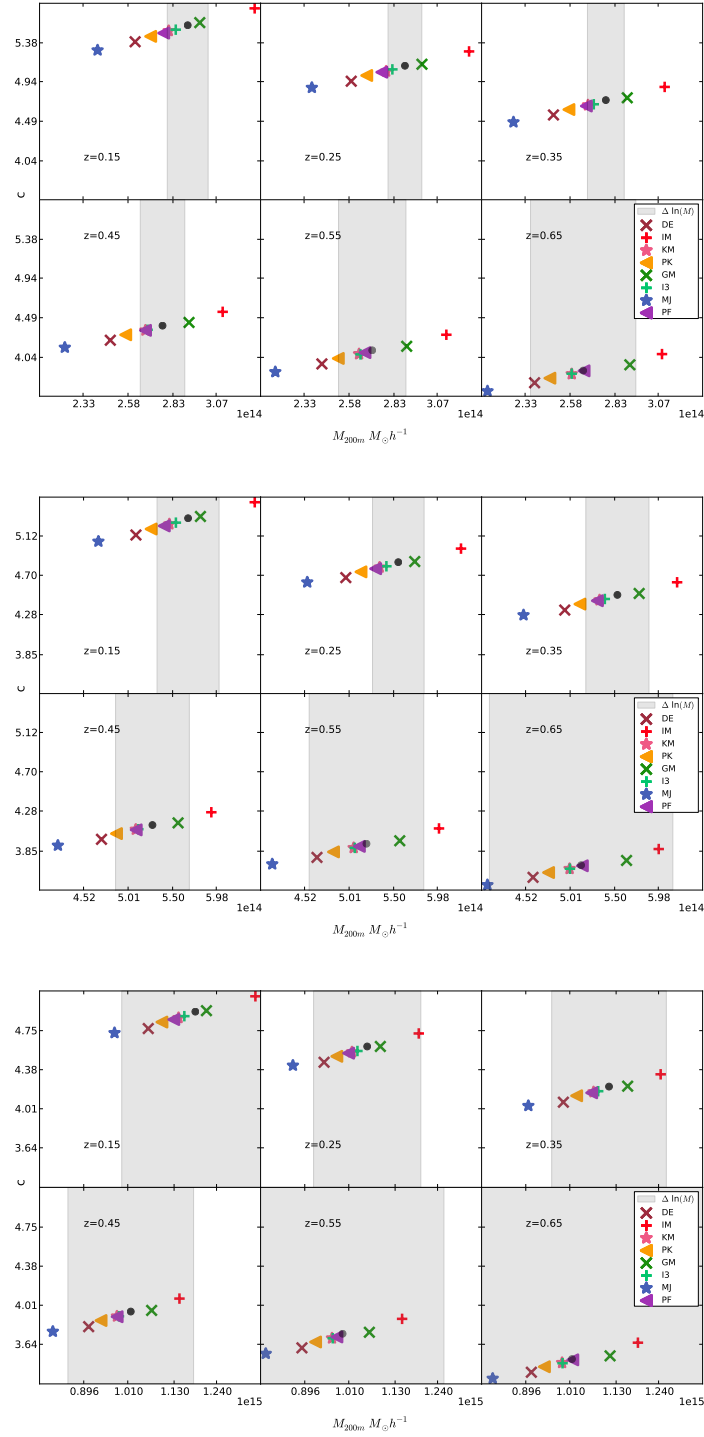 5.38
4.94
4.49
4.04
c
z=0.15
z=0.25
z=0.35
5.38
4.94
4.49
4.04
z=0.45
z=0.55
z=0.65
Δ ln(M)
DE
IM
KM
PK
GM
I3
MJ
PF
2.33 2.58 2.83 3.07
1e14
2.33 2.58 2.83 3.07
1e14
2.33 2.58 2.83 3.07
1e14
M200m M⊙h−1
5.12
4.70
4.28
3.85
c
z=0.15
z=0.25
z=0.35
5.12
4.70
4.28
3.85
z=0.45
z=0.55
z=0.65
Δ ln(M)
DE
IM
KM
PK
GM
I3
MJ
PF
4.52 5.01 5.50 5.98
1e14
4.52 5.01 5.50 5.98
1e14
4.52 5.01 5.50 5.98
1e14
M200m M⊙h−1
4.75
4.38
4.01
3.64
c
z=0.15
z=0.25
z=0.35
4.75
4.38
4.01
3.64
z=0.45
z=0.55
z=0.65
Δ ln(M)
DE
IM
KM
PK
GM
I3
MJ
PF
0.896 1.010 1.130 1.240
1e15
0.896 1.010 1.130 1.240
1e15
0.896 1.010 1.130 1.240
1e15
M200m M⊙h−1